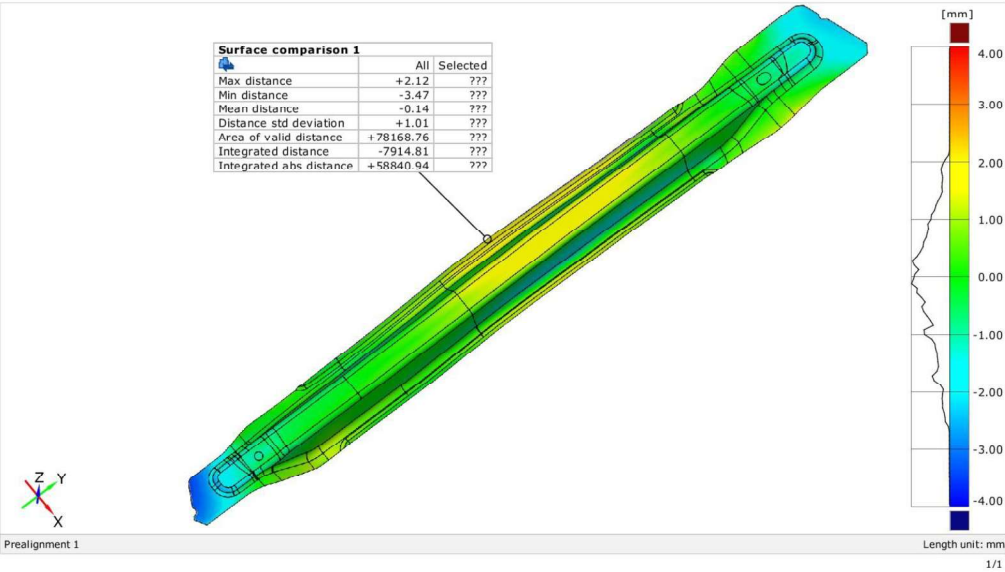 [mm]
Surface comparison 1
All Selected
Max distance +2.12 ???
Min distance -3.47 ???
Mean distance -0.14 ???
Distance std deviation +1.01 ???
Area of valid distance +78168.76 ???
Integrated distance -7914.81 ???
Integrated abs distance +58840.94 ???
4.00
3.00
2.00
1.00
0.00
-1.00
-2.00
-3.00
-4.00
Z Y
X
Prealignment 1 Length unit: mm
1/1